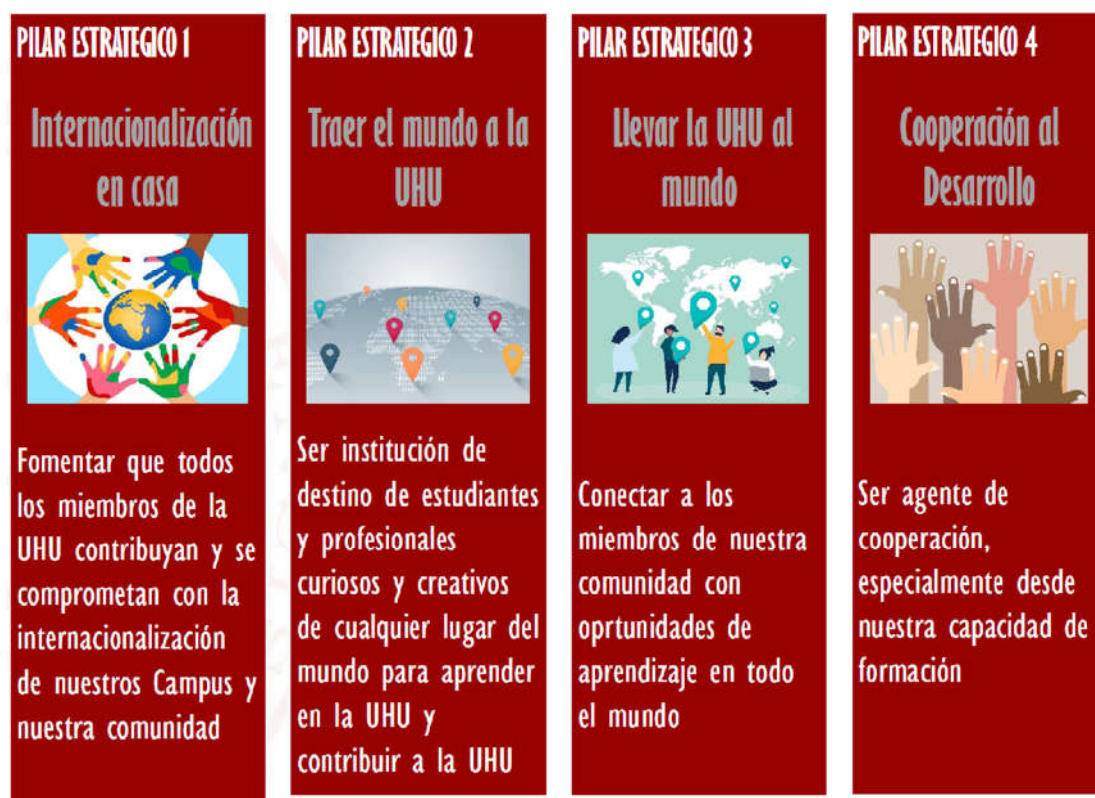 PILAR ESTRATEGICO 1
Internacionalización
en casa
Fomentar que todos
los miembros de la
UHU contribuyan y se
comprometan con la
internacionalización
de nuestros Campus y
nuestra comunidad
PILAR ESTRATEGICO 2
Traer el mundo a la
UHU
Ser institución de
destino de estudiantes
y profesionales
curiosos y creativos
de cualquier lugar del
mundo para aprender
en la UHU y
contribuir a la UHU
PILAR ESTRATEGICO 3
Llevar la UHU al
mundo
Conectar a los
miembros de nuestra
comunidad con
oprtunidades de
aprendizaje en todo
el mundo
PILAR ESTRATEGICO 4
Cooperación al
Desarrollo
Ser agente de
cooperación,
especialmente desde
nuestra capacidad de
formación